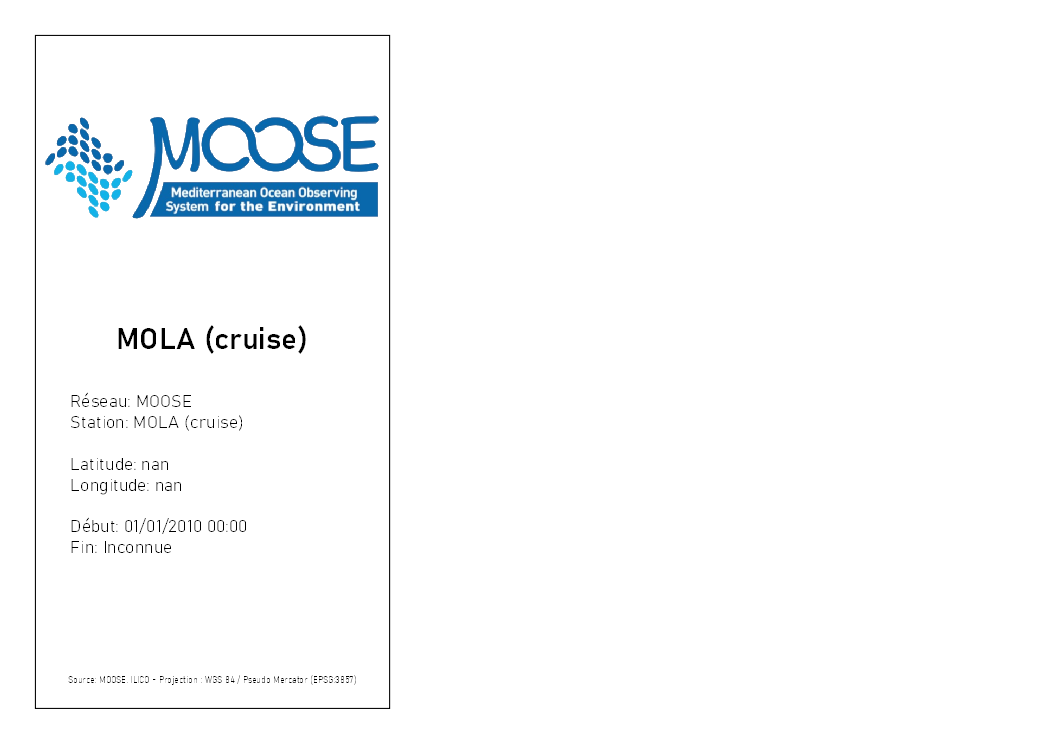 MOOSE
Mediterranean Ocean Observing
System for the Environment
MOLA (cruise)
Réseau: MOOSE
Station: MOLA (cruise)
Latitude: nan
Longitude: nan
Début: 01/01/2010 00:00
Fin: Inconnue
Source: MOOSE, ILICO - Projection : WGS 84 / Pseudo Mercator (EPSG:3857)